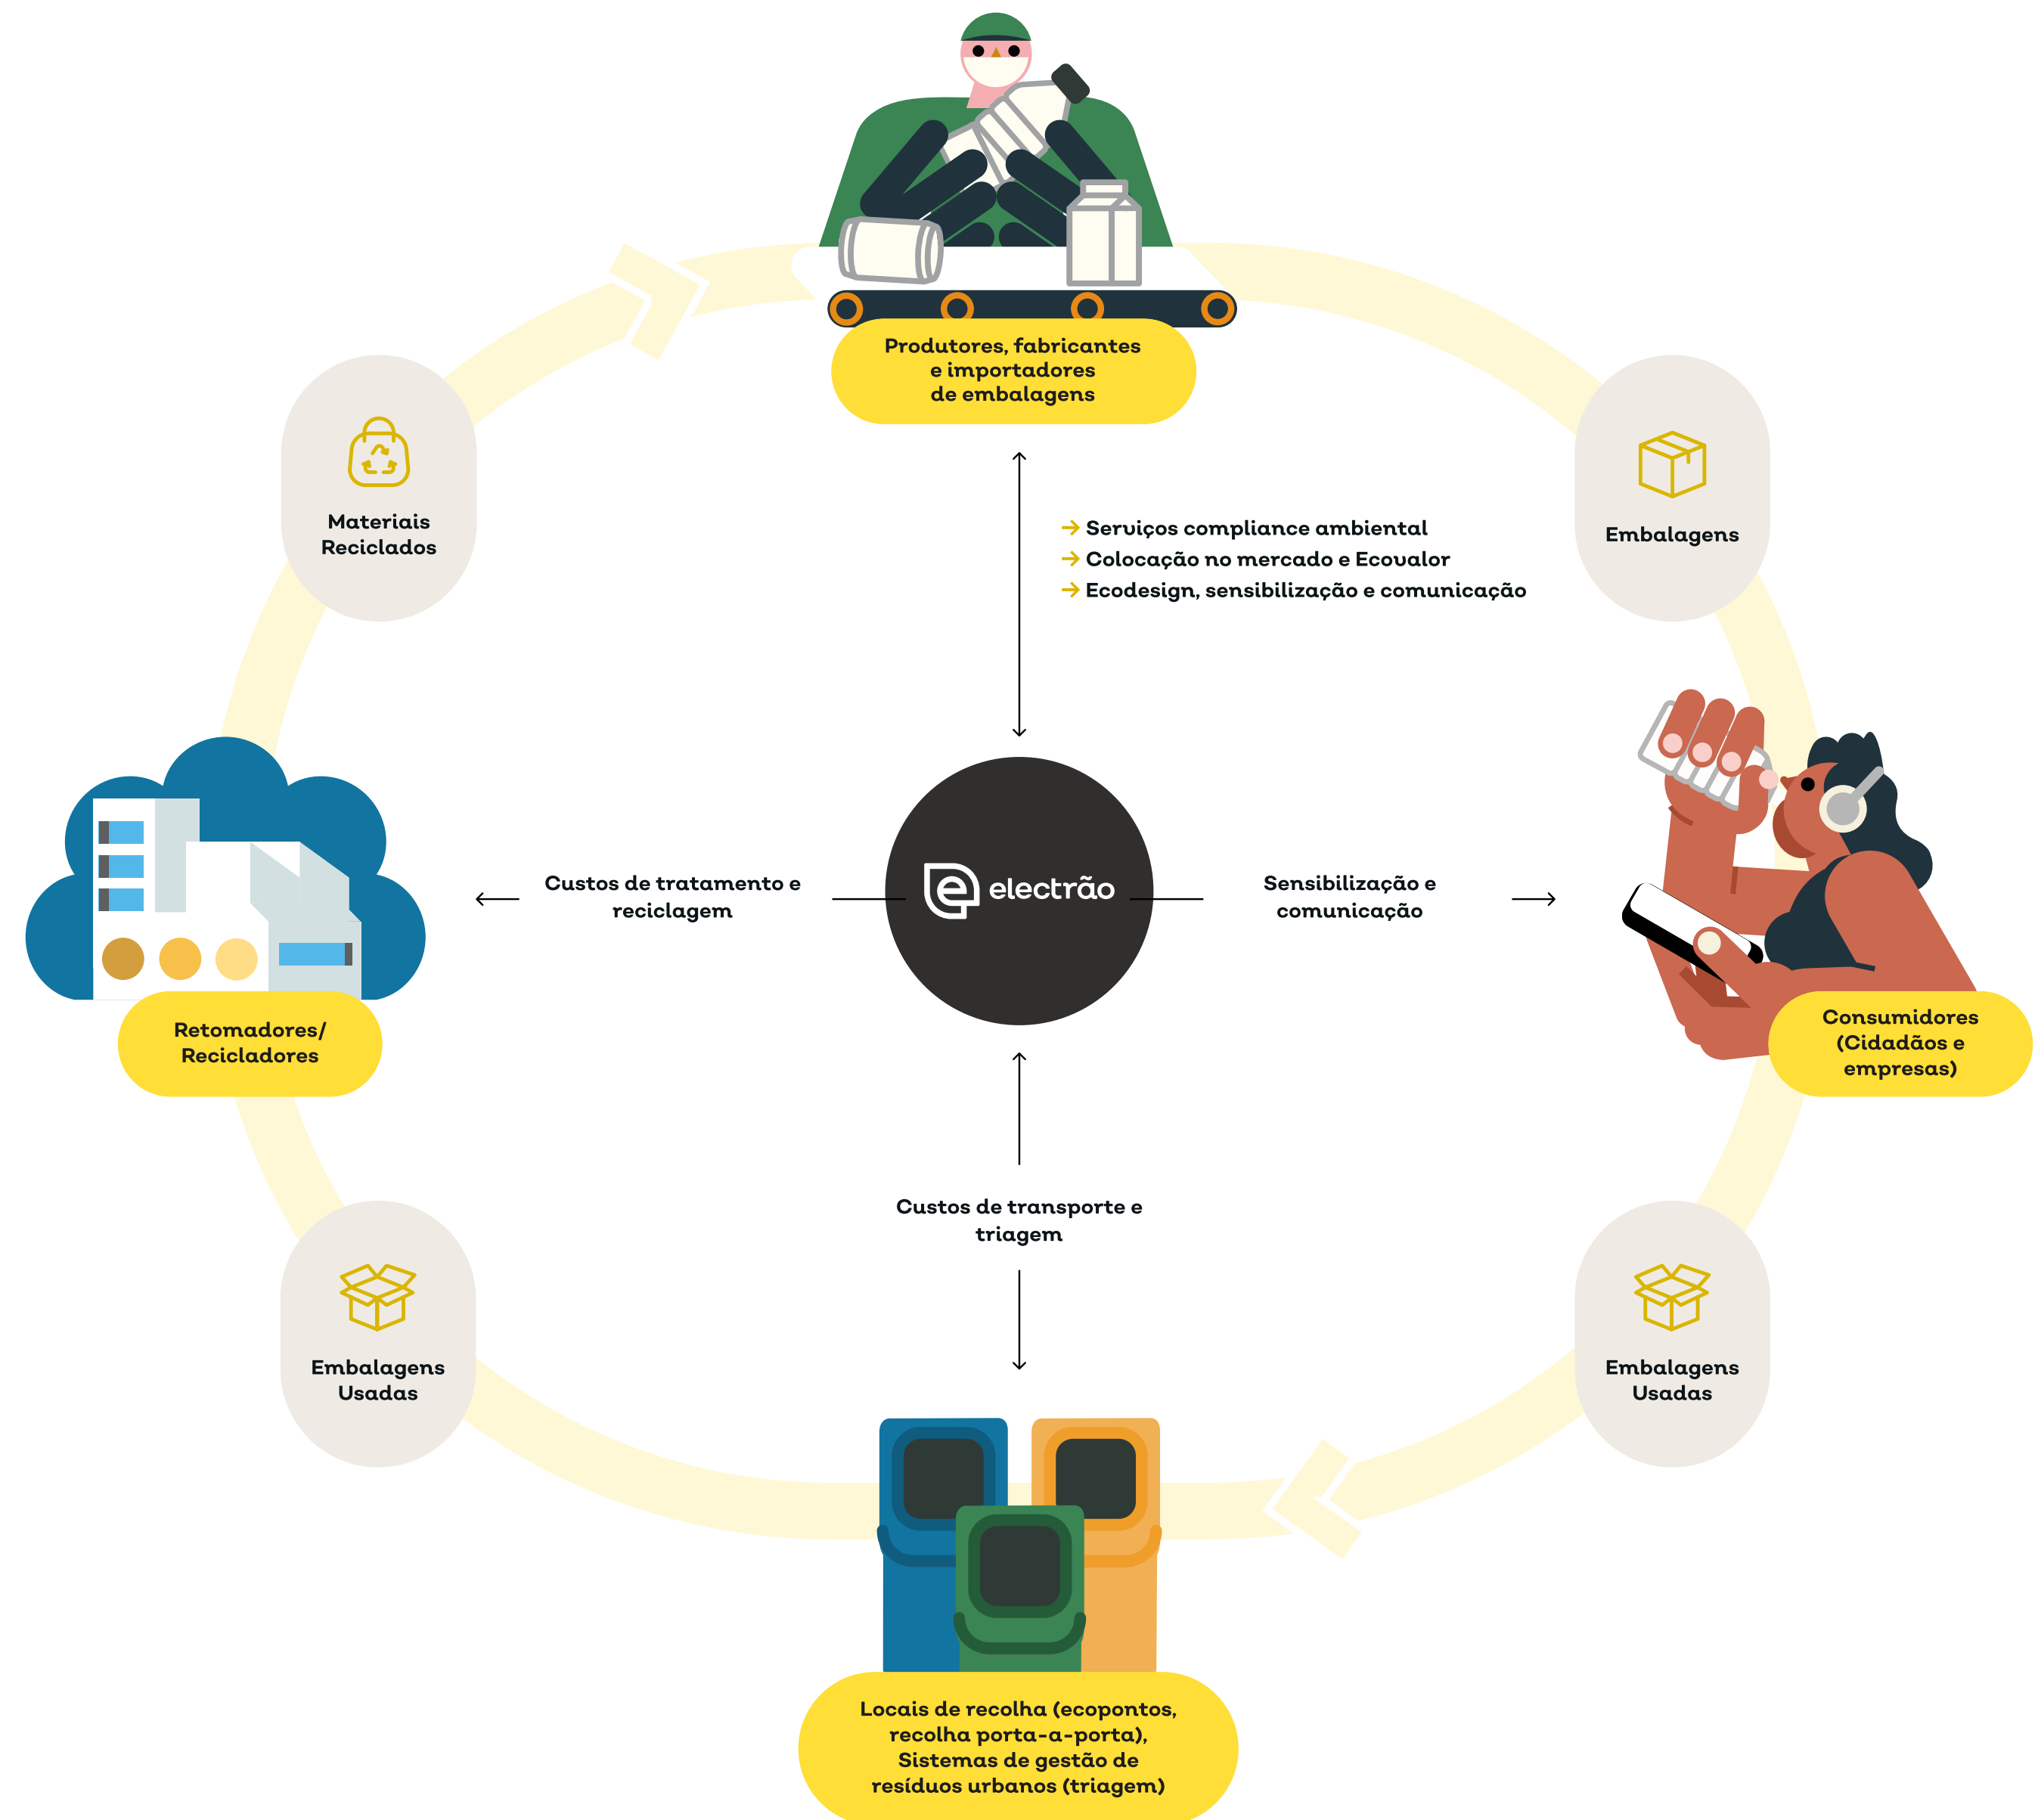 Produtores, fabricantes
e importadores
de embalagens
Materiais
Reciclados
Embalagens
Serviços compliance ambiental
Colocação no mercado e Ecovalor
Ecodesign, sensibilização e comunicação
Custos de tratamento e
reciclagem
electrão
Sensibilização e
comunicação
Retomadores/
Recicladores
Consumidores
(Cidadãos e
empresas)
Custos de transporte e
triagem
Embalagens
Usadas
Embalagens
Usadas
Locais de recolha (ecopontos,
recolha porta-a-porta),
Sistemas de gestão de
resíduos urbanos (triagem)